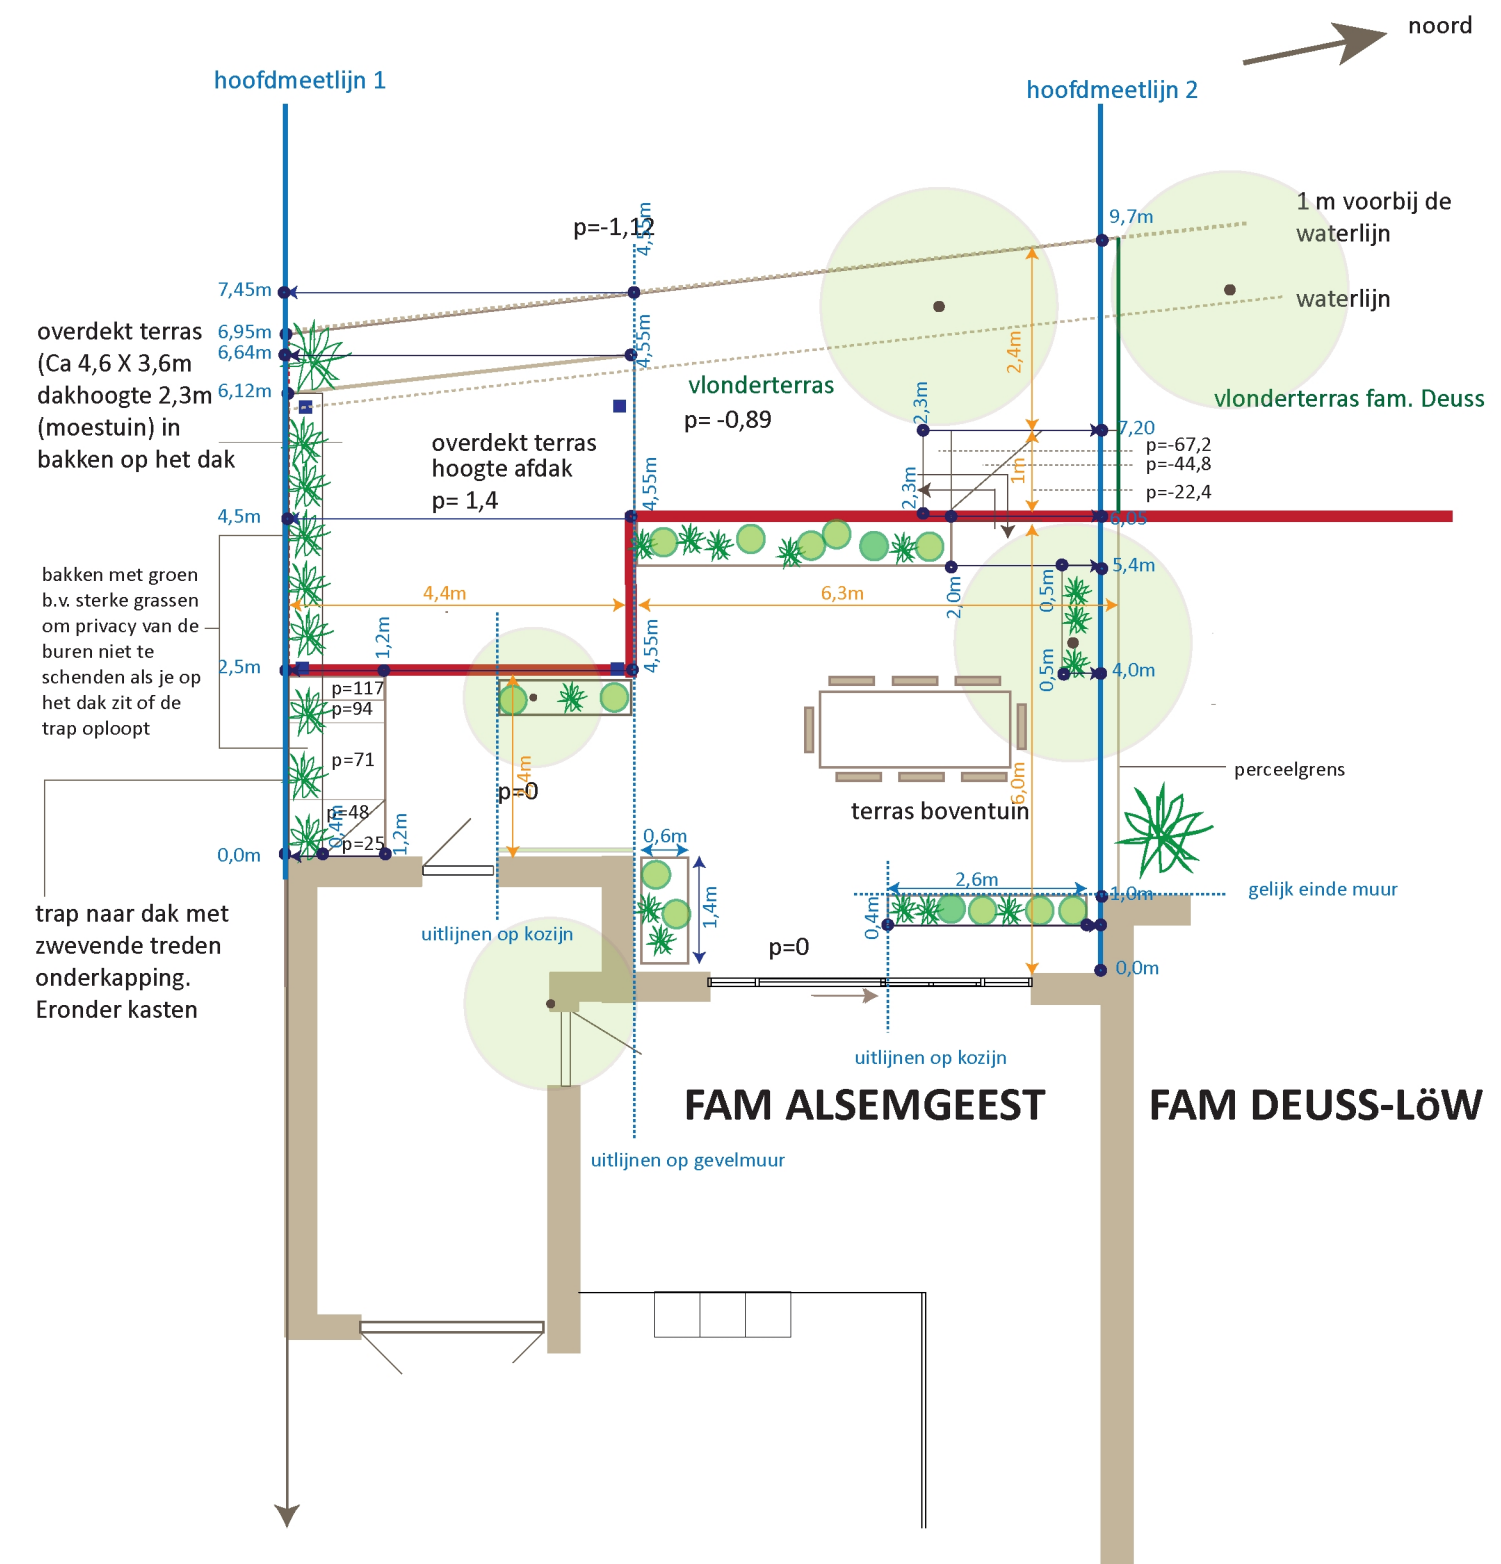 noord
hoofdmeetlijn 1
hoofdmeetlijn 2
1 m voorbij de
waterlijn
9,7m
p=-1,12
4,55m
7,45m
waterlijn
overdekt terras
(Ca 4,6 X 3,6m
dakhoogte 2,3m
(moestuin) in
bakken op het dak
6,95m
6,64m
6,12m
4,55m
2,4m
vlonderterras
p= -0,89
2,3m
vlonderterras fam. Deuss
7,20
overdekt terras
hoogte afdak
p= 1,4
p=-67,2
p=-44,8
p=-22,4
1m
2,3m
4,55m
4,5m
6,05
bakken met groen
b.v. sterke grassen
om privacy van de
buren niet te
schenden als je op
het dak zit of de
trap oploopt
5,4m
4,4m
6,3m
2,0m
0,5m
1,2m
4,55m
0,5m
2,5m
4,0m
p=117
p=94
p=71
p=48
p=25
0,4m
1,2m
p=0
perceelgrens
6,0m
terras boventuin
0,6m
0,0m
2,6m
1,0m
gelijk einde muur
1,4m
0,4m
trap naar dak met
zwevende treden
onderkapping.
Eronder kasten
uitlijnen op kozijn
p=0
0,0m
uitlijnen op kozijn
FAM ALSEMGEEST
FAM DEUSS-LöW
uitlijnen op gevelmuur